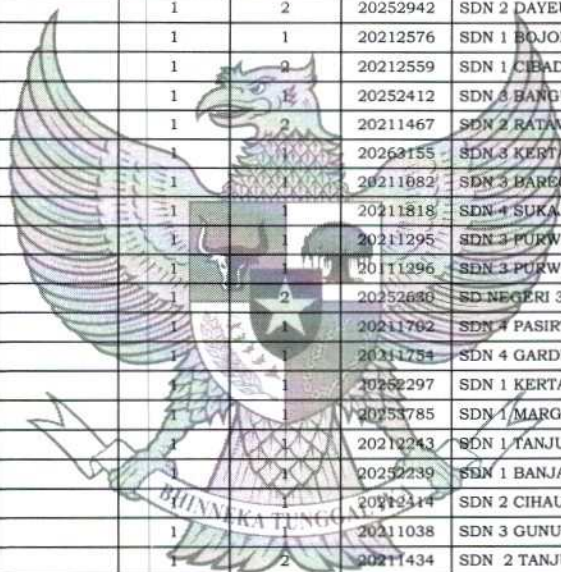 1 2 20252942 SDN 2 DAYEU
1 1 20212576 SDN 1 BOJO
1 2 20212559 SDN 1 CIBAD
1 20252412 SDN 3 BANG
1 2 20211467 SDN 2 RATA
1 1 20263155 SDN 3 KERT
1 1 20211082 SDN 3 BARE
1 1 20211818 SDN 4 SUKA
1 1 20211295 SDN 3 PURW
1 1 20111296 SDN 3 PURW
1 2 20252630 SD NEGERI 3
1 1 20211702 SDN 4 PASIR
1 1 20211754 SDN 4 GARD
1 1 20252297 SDN 1 KERTA
1 1 20253785 SDN 1 MARG
1 1 20212243 SDN 1 TANJU
1 1 20252239 SDN 1 BANJA
1 1 20212414 SDN 2 CIHAU
1 1 20211038 SDN 3 GUNU
1 2 20211434 SDN 2 TANJU
BHINNEKA TUNGGAL